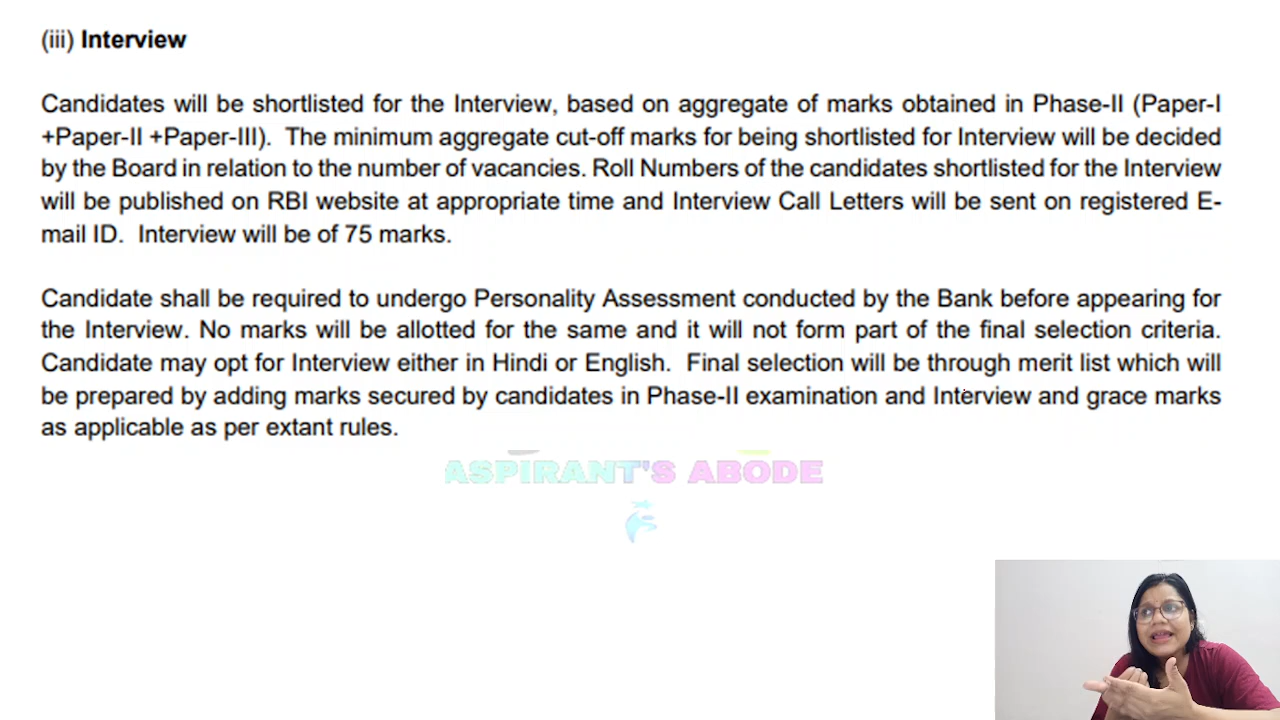 (iii) Interview
Candidates will be shortlisted for the Interview, based on aggregate of marks obtained in Phase-II (Paper-I
+Paper-II +Paper-III).  The minimum aggregate cut-off marks for being shortlisted for Interview will be decided
by the Board in relation to the number of vacancies. Roll Numbers of the candidates shortlisted for the Interview
will be published on RBI website at appropriate time and Interview Call Letters will be sent on registered E-
mail ID.  Interview will be of 75 marks.
Candidate shall be required to undergo Personality Assessment conducted by the Bank before appearing for
the Interview. No marks will be allotted for the same and it will not form part of the final selection criteria.
Candidate may opt for Interview either in Hindi or English.  Final selection will be through merit list which will
be prepared by adding marks secured by candidates in Phase-II examination and Interview and grace marks
as applicable as per extant rules.
ASPIRANT'S ABODE